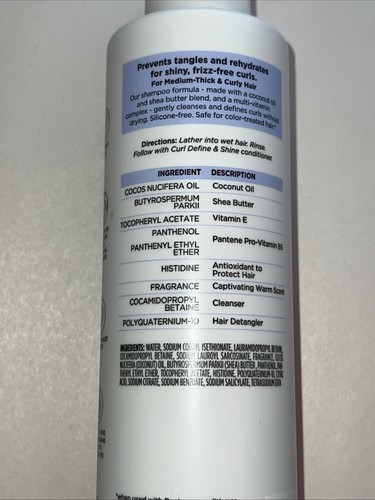 Prevents tangles and rehydrates
for shiny, frizz-free curls.
For Medium-Thick & Curly Hair
Our shampoo formula - made with a coconut oil
and shea butter blend, and a multi-vitamin
complex - gently cleanses and defines curls without
drying. Silicone-free. Safe for color-treated hair.*
Directions: Lather into wet hair. Rinse.
Follow with Curl Define & Shine conditioner.
INGREDIENT DESCRIPTION
COCOS NUCIFERA OIL Coconut Oil
BUTYROSPERMUM
PARKII Shea Butter
TOCOPHERYL ACETATE Vitamin E
PANTHENOL
PANTHENYL ETHYL
ETHER Pantene Pro-Vitamin B5
HISTIDINE Antioxidant to
Protect Hair
FRAGRANCE Captivating Warm Scent
COCAMIDOPROPYL
BETAINE Cleanser
POLYQUATERNIUM-10 Hair Detangler
INGREDIENTS: WATER, SODIUM COCOYL ISETHIONATE, LAURAMIDOPROPYL BETAINE,
COCAMIDOPROPYL BETAINE, SODIUM LAUROYL SARCOSINATE, FRAGRANCE, COCOS
NUCIFERA (COCONUT) OIL, BUTYROSPERMUM PARKII (SHEA) BUTTER, PANTHENOL, PAN-
THENYL ETHYL ETHER, TOCOPHERYL ACETATE, HISTIDINE, POLYQUATERNIUM-10, CITRIC
ACID, SODIUM CITRATE, SODIUM BENZOATE, SODIUM SALICYLATE, TETRASODIUM EDTA
*when used with